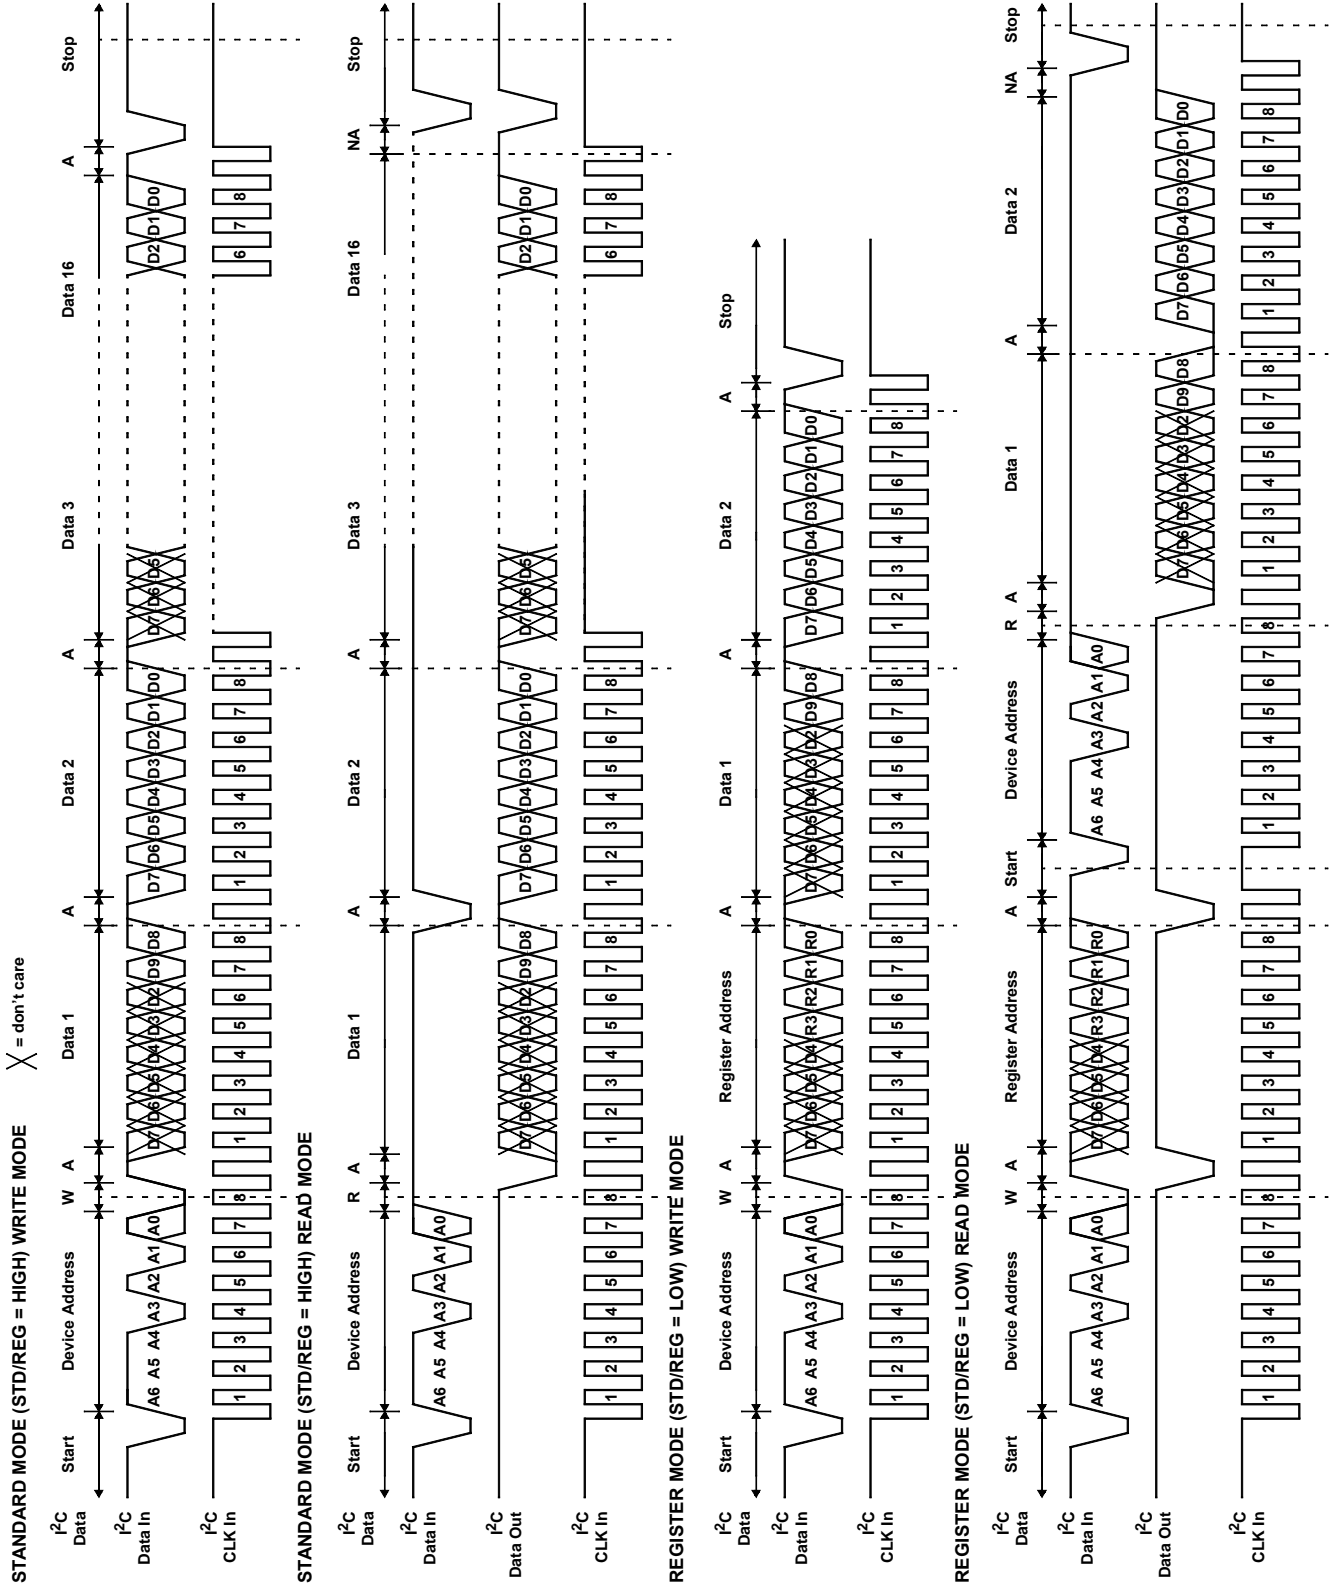 STANDARD MODE (STD/REG = HIGH) WRITE MODE
X = don't care
I²C Data
Start Device Address W A Data 1 A Data 2 A Data 3 Data 16 A Stop
I²C Data In
A6 A5 A4 A3 A2 A1 A0 D7 D6 D5 D4 D3 D2 D9 D8 D7 D6 D5 D4 D3 D2 D1 D0 D7 D6 D5 D2 D1 D0
I²C CLK In
1 2 3 4 5 6 7 8 1 2 3 4 5 6 7 8 1 2 3 4 5 6 7 8 6 7 8
STANDARD MODE (STD/REG = HIGH) READ MODE
I²C Data
Start Device Address R A Data 1 A Data 2 A Data 3 Data 16 NA Stop
I²C Data In
A6 A5 A4 A3 A2 A1 A0
I²C Data Out
D7 D6 D5 D4 D3 D2 D9 D8 D7 D6 D5 D4 D3 D2 D1 D0 D7 D6 D5 D2 D1 D0
I²C CLK In
1 2 3 4 5 6 7 8 1 2 3 4 5 6 7 8 1 2 3 4 5 6 7 8 6 7 8
REGISTER MODE (STD/REG = LOW) WRITE MODE
I²C Data
Start Device Address W A Register Address A Data 1 A Data 2 A Stop
I²C Data In
A6 A5 A4 A3 A2 A1 A0 D7 D6 D5 D4 R3 R2 R1 R0 D7 D6 D5 D4 D3 D2 D9 D8 D7 D6 D5 D4 D3 D2 D1 D0
I²C CLK In
1 2 3 4 5 6 7 8 1 2 3 4 5 6 7 8 1 2 3 4 5 6 7 8 1 2 3 4 5 6 7 8
REGISTER MODE (STD/REG = LOW) READ MODE
I²C Data
Start Device Address W A Register Address A Start Device Address R A Data 1 A Data 2 NA Stop
I²C Data In
A6 A5 A4 A3 A2 A1 A0 D7 D6 D5 D4 R3 R2 R1 R0 A6 A5 A4 A3 A2 A1 A0
I²C Data Out
D7 D6 D5 D4 D3 D2 D9 D8 D7 D6 D5 D4 D3 D2 D1 D0
I²C CLK In
1 2 3 4 5 6 7 8 1 2 3 4 5 6 7 8 1 2 3 4 5 6 7 8 1 2 3 4 5 6 7 8 1 2 3 4 5 6 7 8